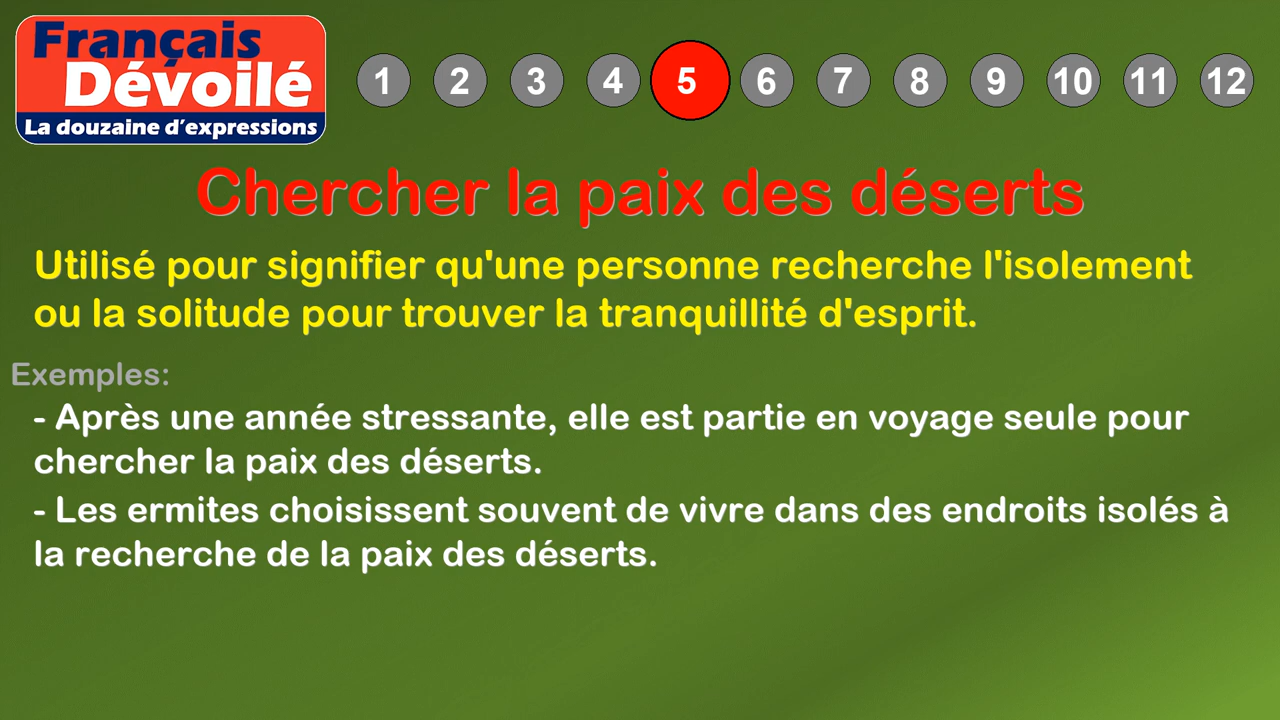 Français
Dévoilé
La douzaine d'expressions
1 2 3 4 5 6 7 8 9 10 11 12
Chercher la paix des déserts
Utilisé pour signifier qu'une personne recherche l'isolement
ou la solitude pour trouver la tranquillité d'esprit.
Exemples:
- Après une année stressante, elle est partie en voyage seule pour
chercher la paix des déserts.
- Les ermites choisissent souvent de vivre dans des endroits isolés à
la recherche de la paix des déserts.